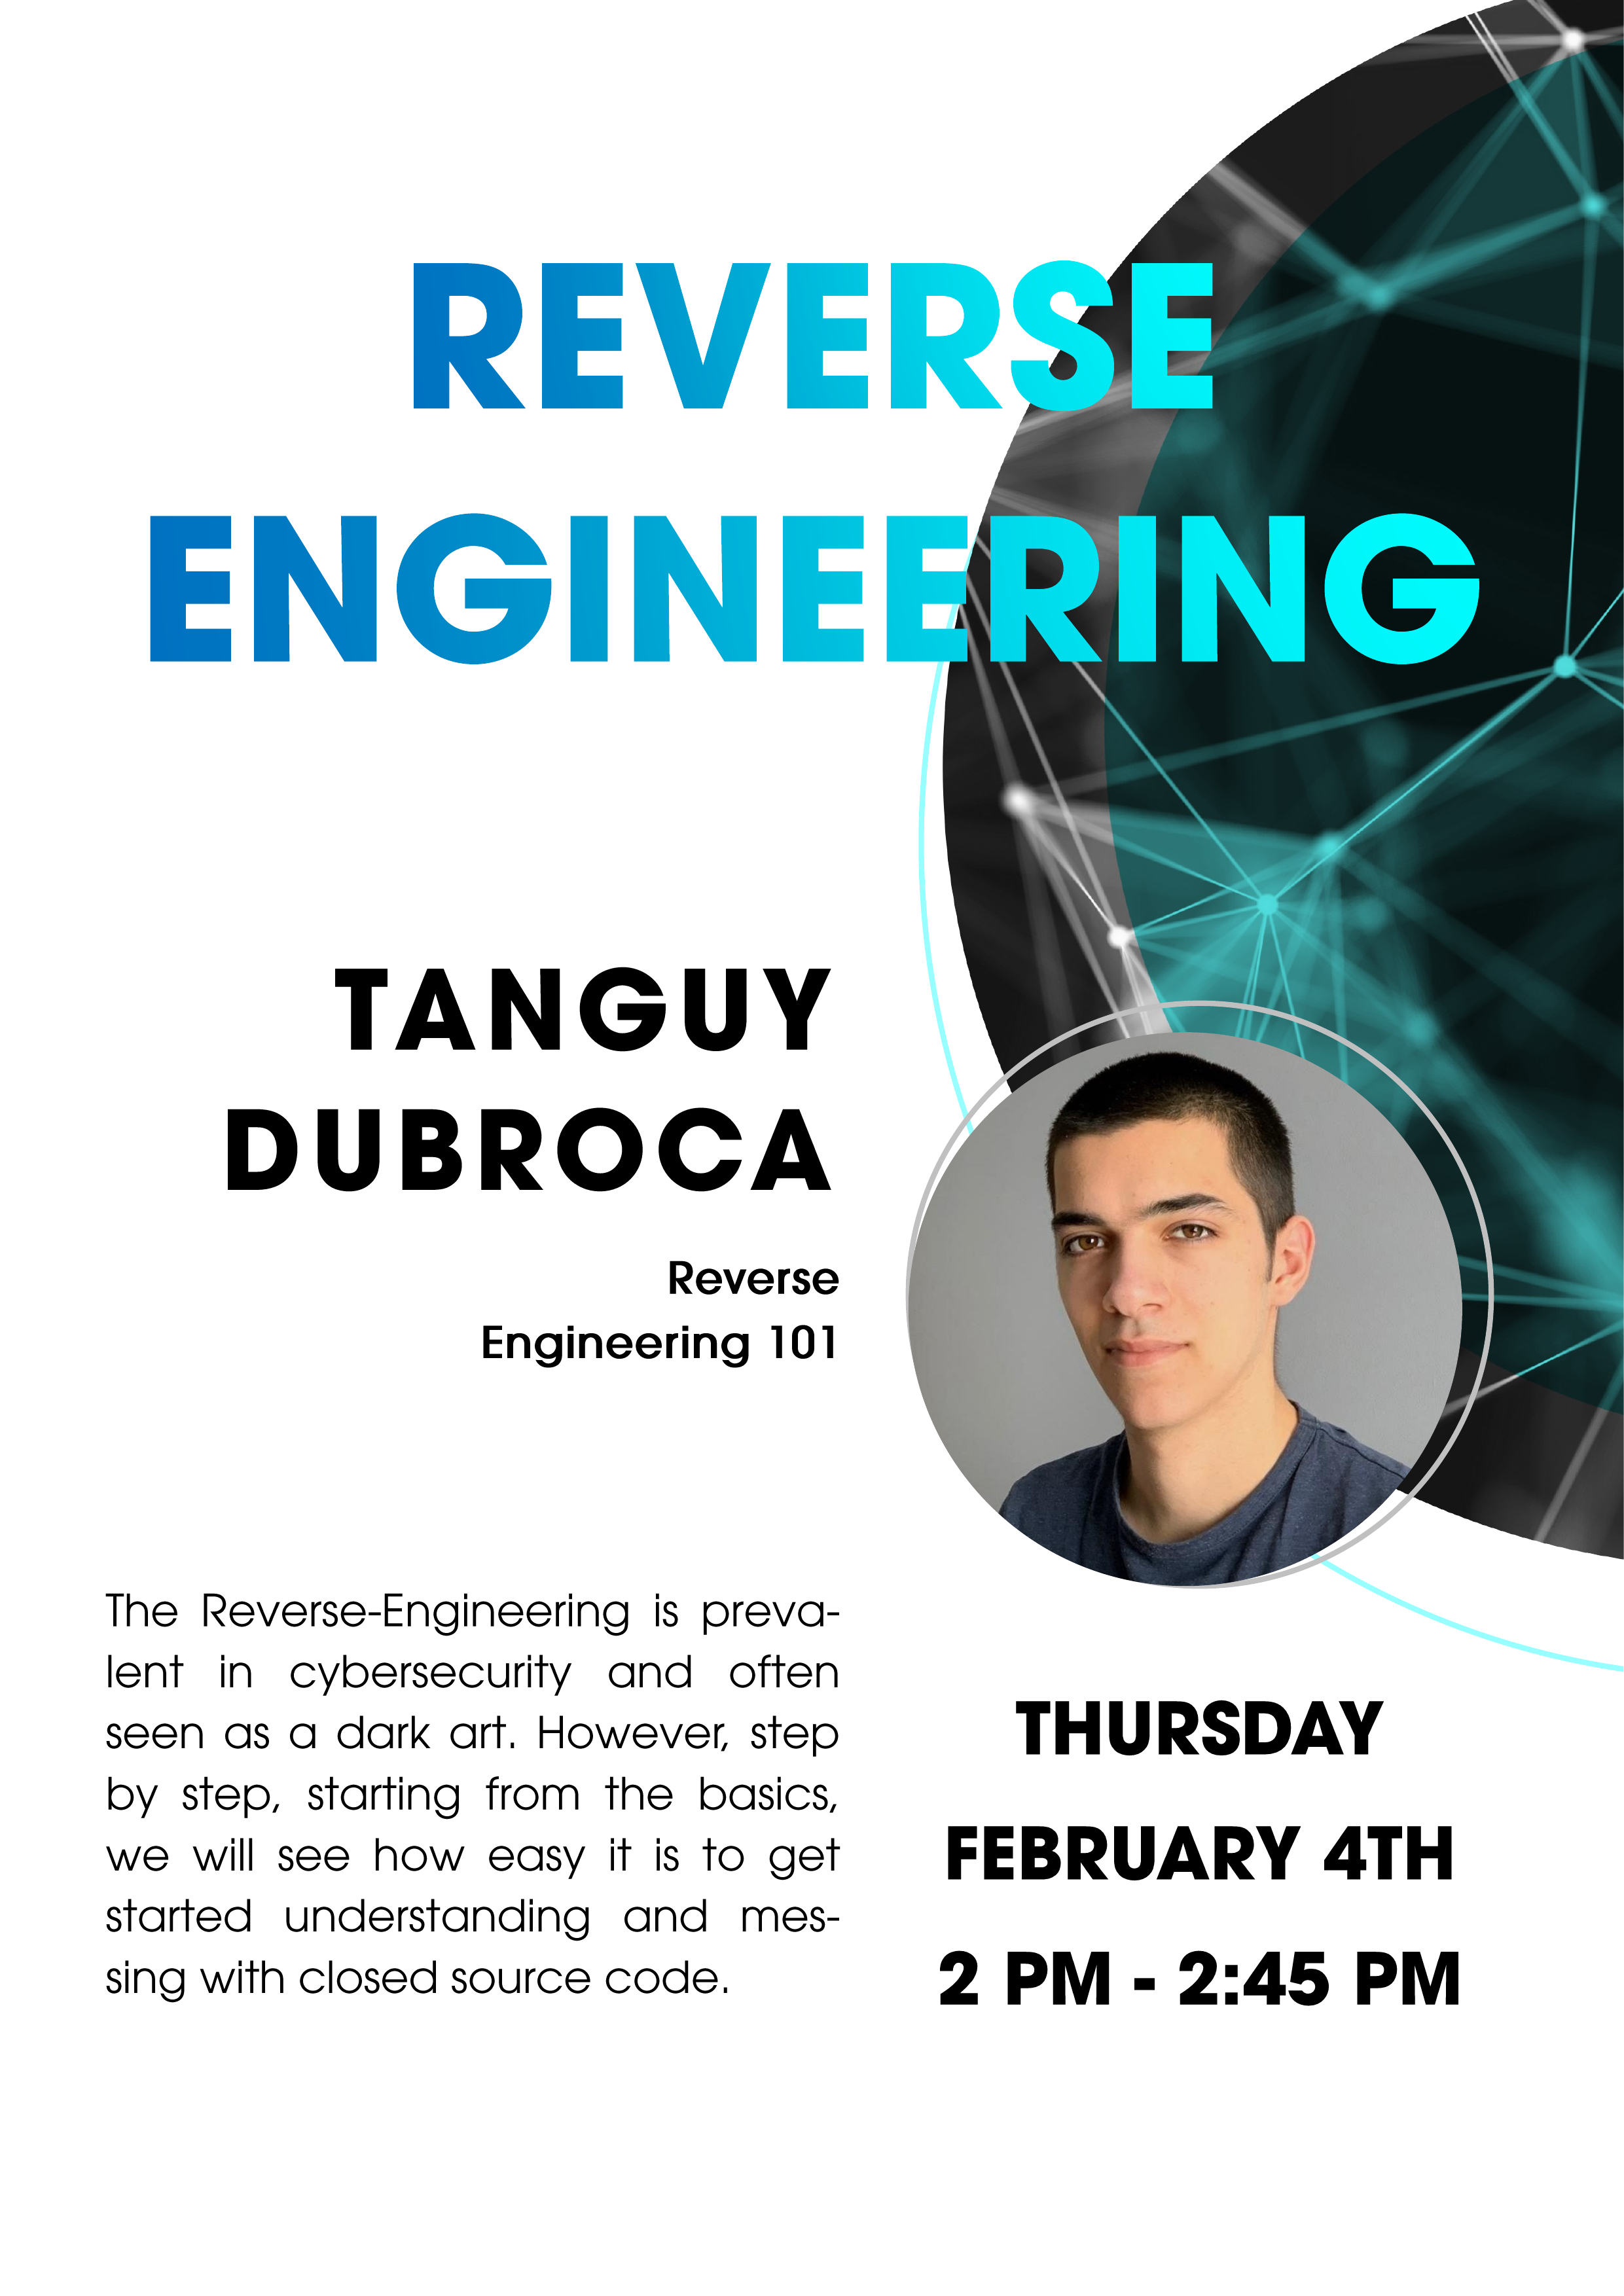 REVERSE
ENGINEERING
TANGUY
DUBROCA
Reverse
Engineering 101
The Reverse-Engineering is preva-
lent in cybersecurity and often
seen as a dark art. However, step
by step, starting from the basics,
we will see how easy it is to get
started understanding and mes-
sing with closed source code.
THURSDAY
FEBRUARY 4TH
2 PM - 2:45 PM